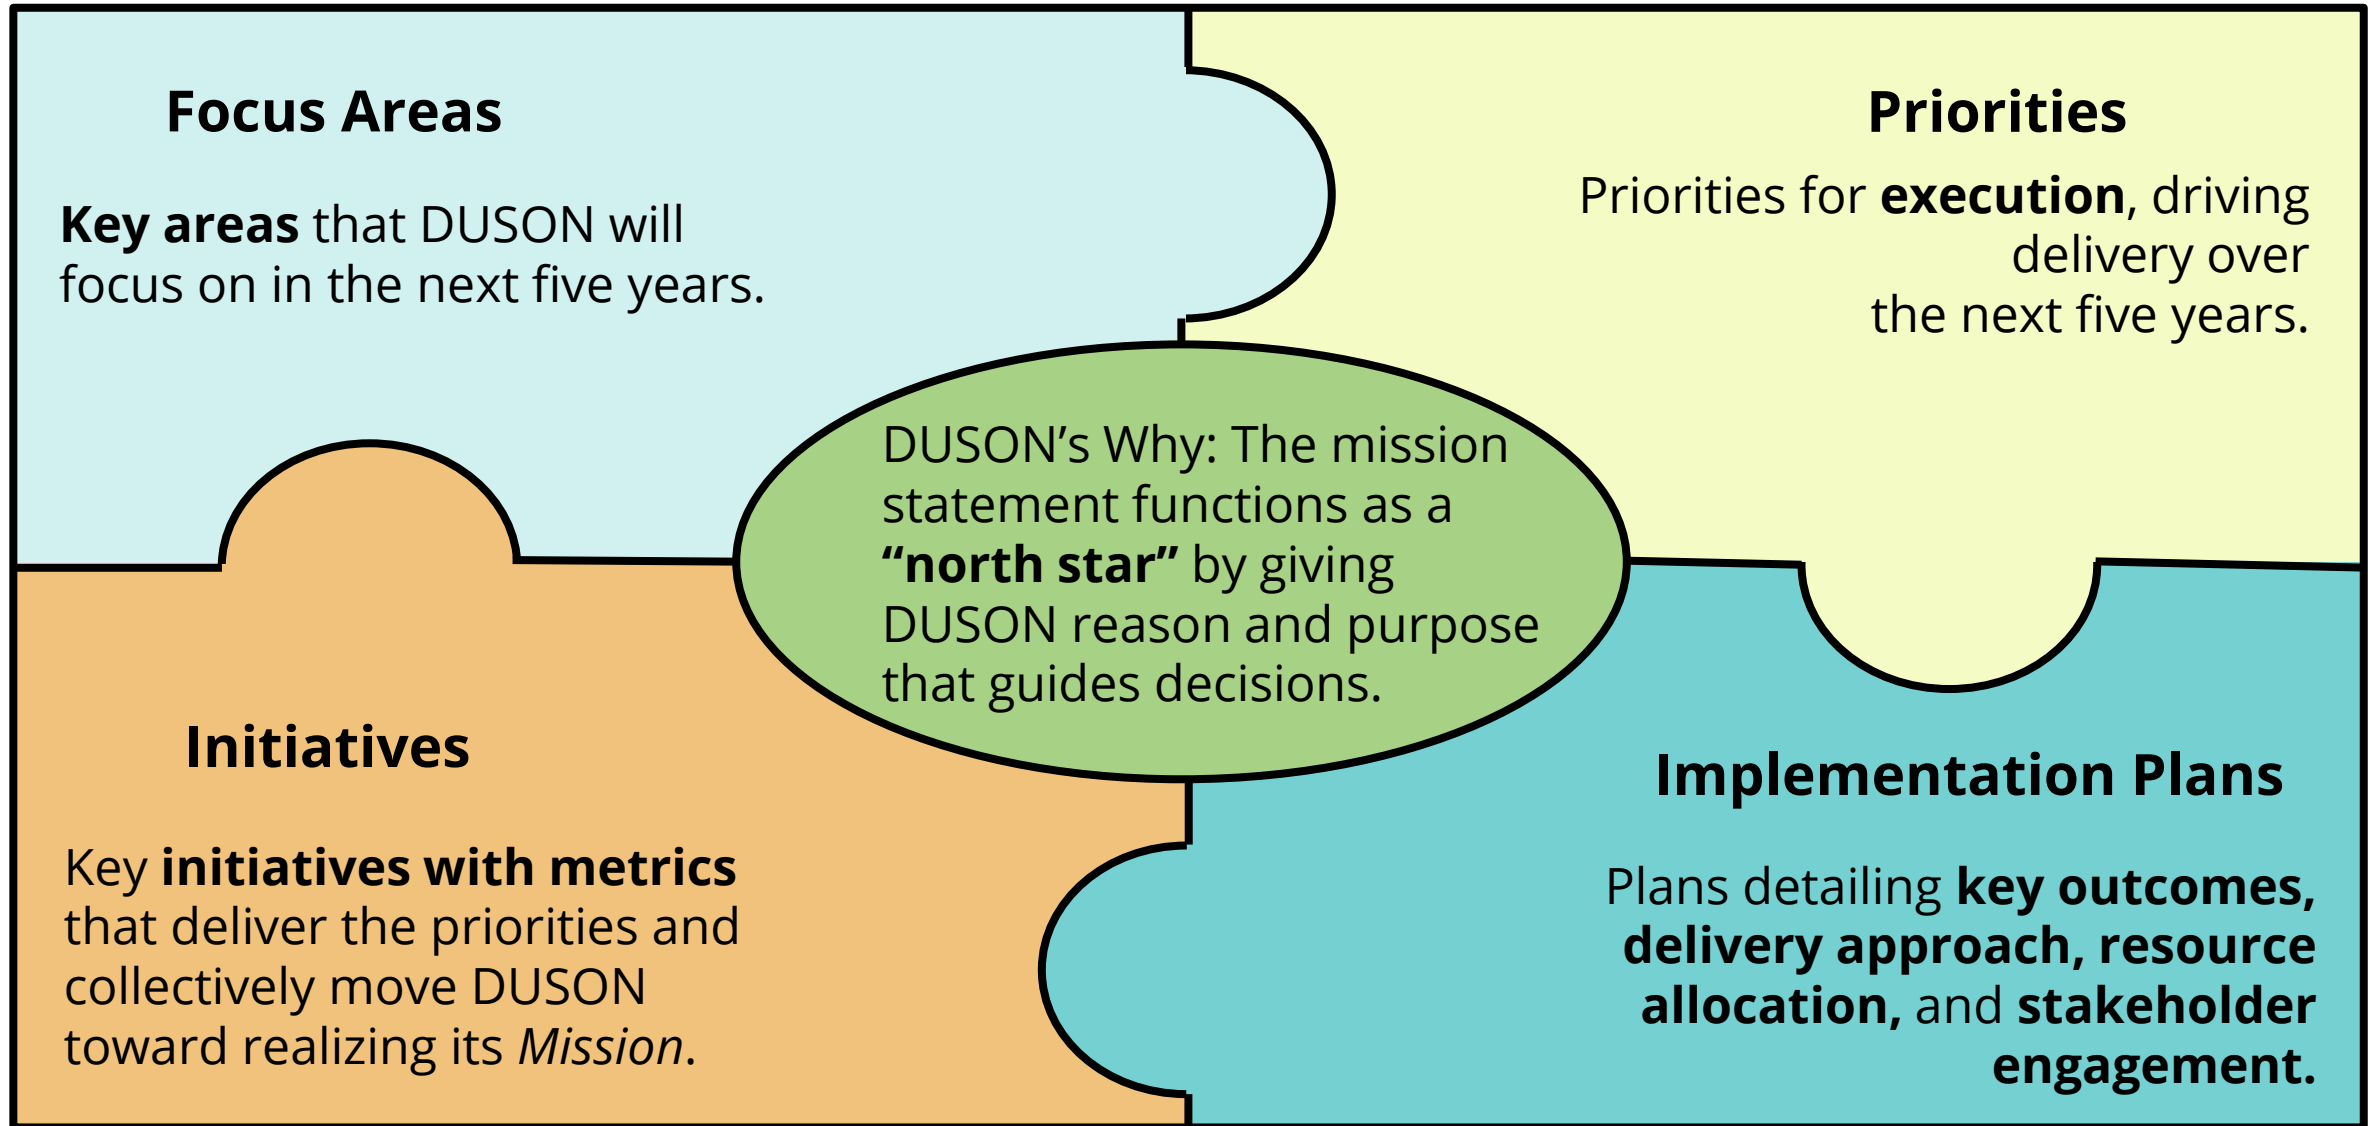 Focus Areas
Key areas that DUSON will
focus on in the next five years.
Priorities
Priorities for execution, driving
delivery over
the next five years.
DUSON’s Why: The mission
statement functions as a
“north star” by giving
DUSON reason and purpose
that guides decisions.
Initiatives
Key initiatives with metrics
that deliver the priorities and
collectively move DUSON
toward realizing its Mission.
Implementation Plans
Plans detailing key outcomes,
delivery approach, resource
allocation, and stakeholder
engagement.